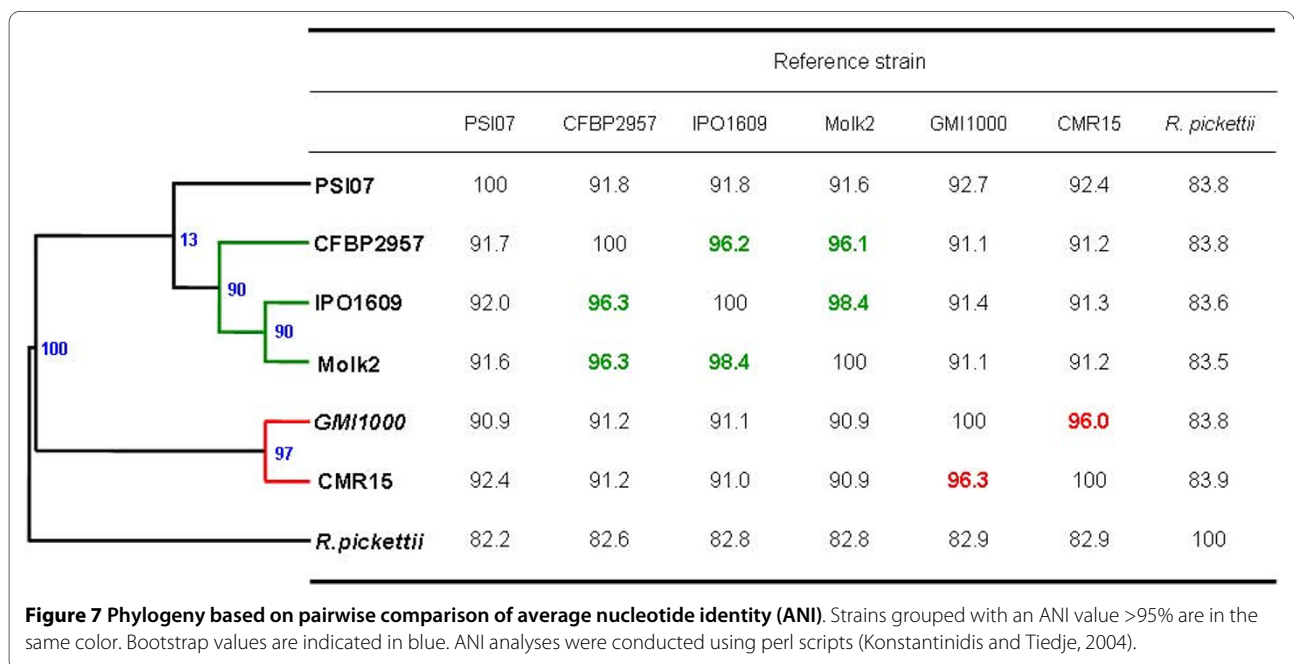 Reference strain
PSI07 CFBP2957 IPO1609 Molk2 GMI1000 CMR15 R. pickettii
PSI07 100 91.8 91.8 91.6 92.7 92.4 83.8
CFBP2957 91.7 100 96.2 96.1 91.1 91.2 83.8
IPO1609 92.0 96.3 100 98.4 91.4 91.3 83.6
Molk2 91.6 96.3 98.4 100 91.1 91.2 83.5
GMI1000 90.9 91.2 91.1 90.9 100 96.0 83.8
CMR15 92.4 91.2 91.0 90.9 96.3 100 83.9
R.pickettii 82.2 82.6 82.8 82.8 82.9 82.9 100
13
90
90
100
97
Figure 7 Phylogeny based on pairwise comparison of average nucleotide identity (ANI). Strains grouped with an ANI value >95% are in the
same color. Bootstrap values are indicated in blue. ANI analyses were conducted using perl scripts (Konstantinidis and Tiedje, 2004).